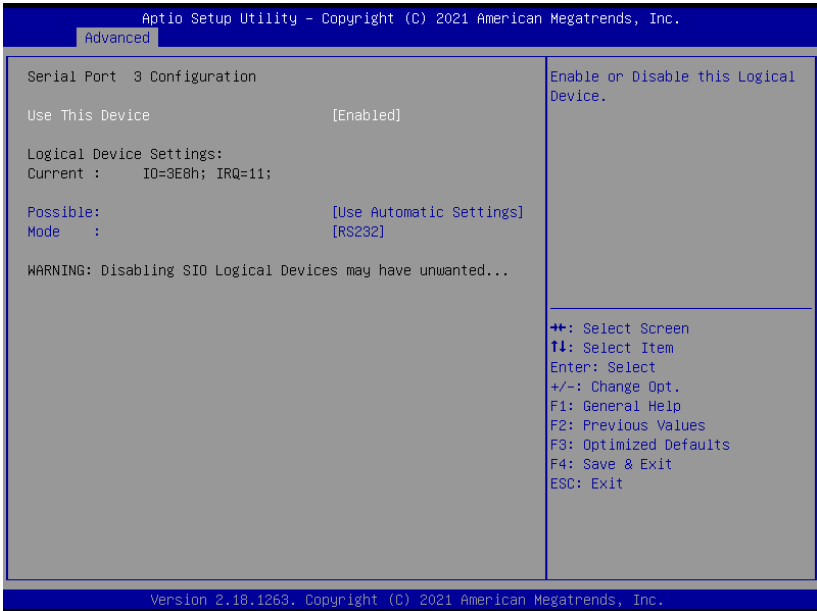 Aptio Setup Utility – Copyright (C) 2021 American Megatrends, Inc.
Advanced
Serial Port 3 Configuration
Use This Device [Enabled]
Logical Device Settings:
Current : IO=3E8h; IRQ=11;
Possible: [Use Automatic Settings]
Mode : [RS232]
WARNING: Disabling SIO Logical Devices may have unwanted...
Enable or Disable this Logical
Device.
→←: Select Screen
↑↓: Select Item
Enter: Select
+/-: Change Opt.
F1: General Help
F2: Previous Values
F3: Optimized Defaults
F4: Save & Exit
ESC: Exit
Version 2.18.1263. Copyright (C) 2021 American Megatrends, Inc.